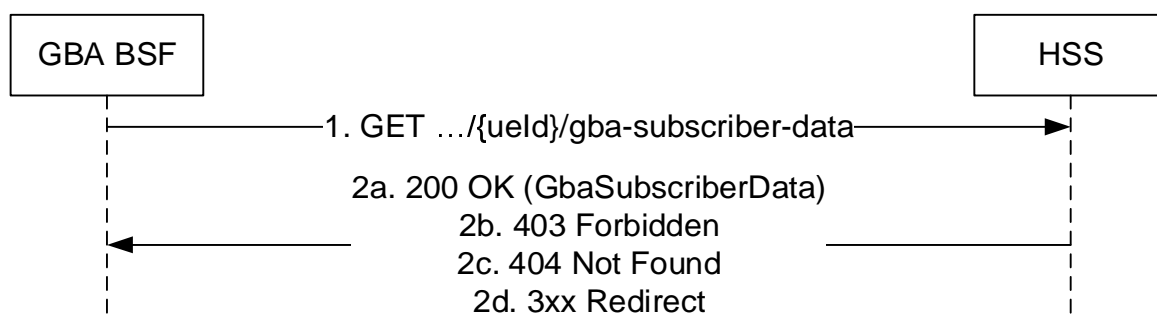 GBA BSF
HSS
1. GET …/{ueId}/gba-subscriber-data
2a. 200 OK (GbaSubscriberData)
2b. 403 Forbidden
2c. 404 Not Found
2d. 3xx Redirect